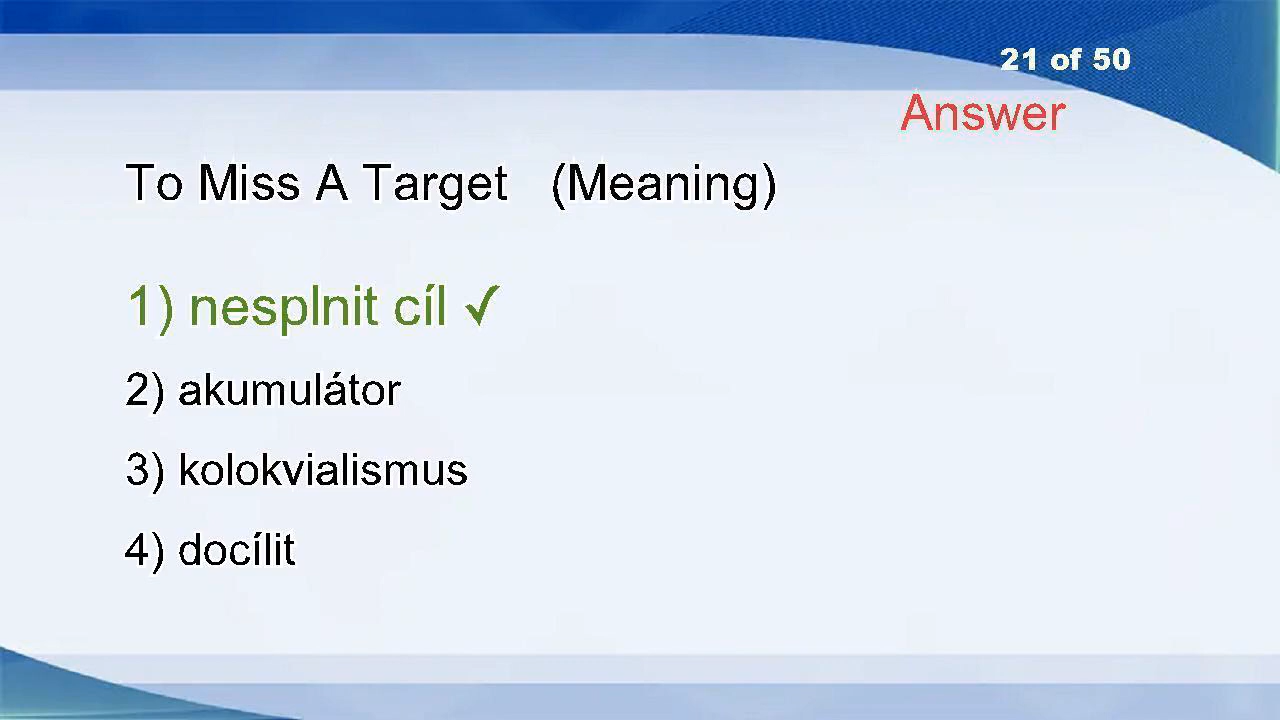 21 of 50
Answer
To Miss A Target (Meaning)
1) nesplnit cíl ✓
2) akumulátor
3) kolokvialismus
4) docílit